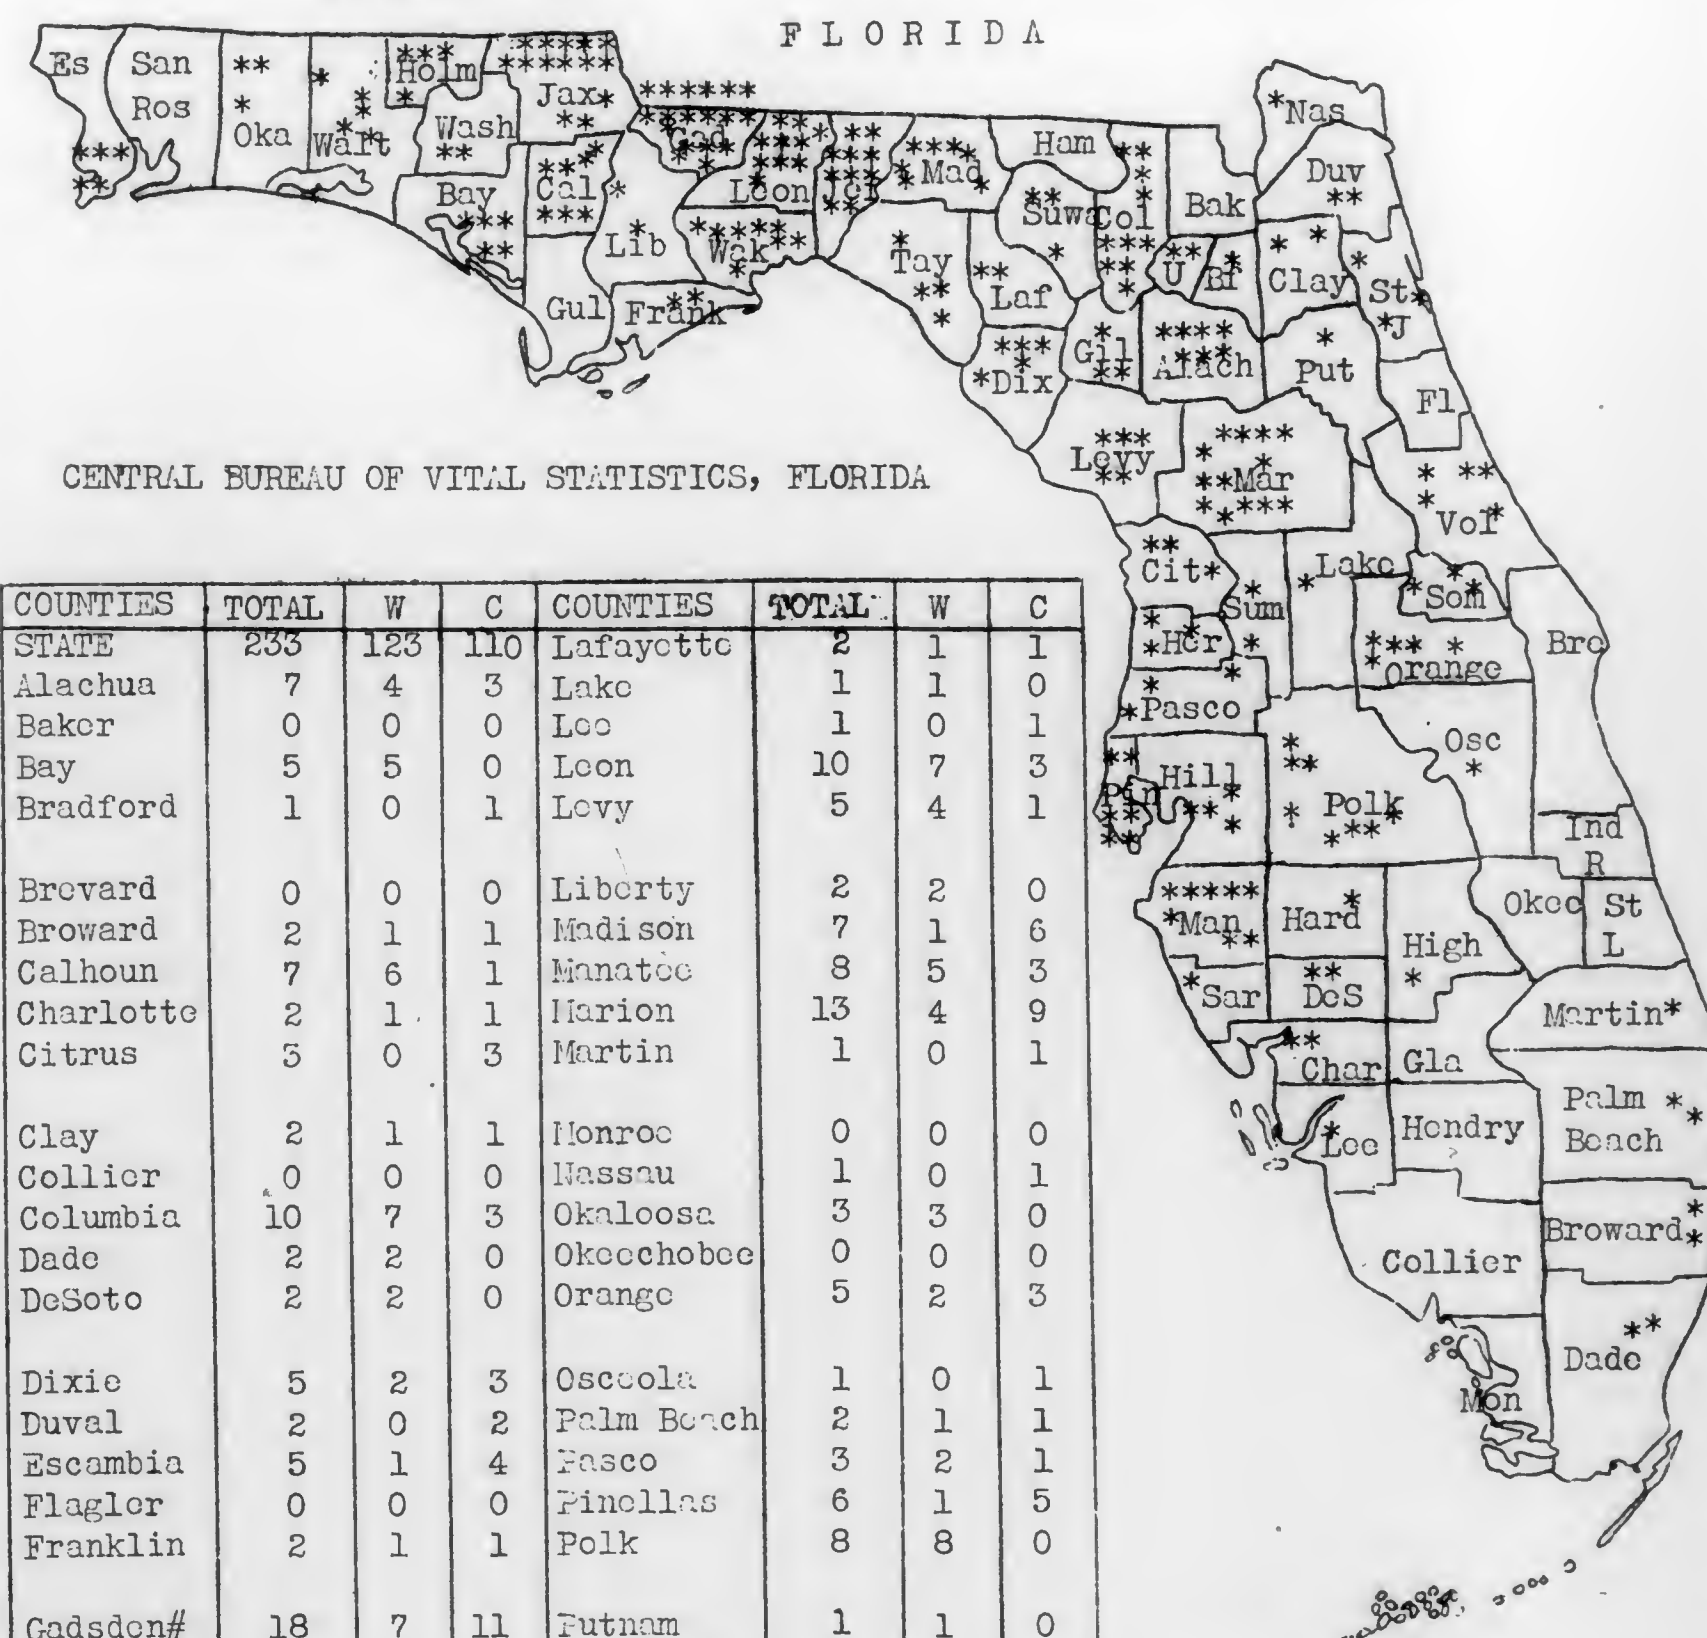 FLORIDA
Es
San
Ros
**
*
Oka
*
*
*
**
Walt
***
Holm
*
*****
******
Jax*
**
Wash
**
Bay
***
**
***
**
Cal
***
*
*
Lib
******
******
Gad
Leon
Jef
*****
**
Wak
*
Gul
**
Frank
****
Mad
*
Ham
**
Suwa
*
**
*
*
Col
***
**
*
Bak
*Nas
Duv
**
*
Tay
**
*
**
Laf
**
U
*
Br
* *
Clay
*
St*
*J
***
*
*Dix
*
Gil
**
****
***
Alach
*
Put
Fl
***
Levy
**
****
*
*
**Mar
* ***
*
* **
*
Vol*
CENTRAL BUREAU OF VITAL STATISTICS, FLORIDA
**
Cit*
*
Sum
*
Lake
*
*
*
**
Sem
*
*Her
*
* ** *
*
Orange
Bre
*
*
*Pasco
**
Pin
**
**
Hill
*
**
*
*
**
*
Polk
*
***
Osc
*
Ind
R
*****
*Man
**
*
Hard
High
*
Okee
St
L
*Sar
**
DeS
Martin*
**
Char
Gla
Palm *
*
Beach
*
Lee
Hendry
*
Broward*
Collier
**
Dade
Mon
COUNTIES TOTAL W C COUNTIES TOTAL W C
STATE 233 123 110 Lafayette 2 1 1
Alachua 7 4 3 Lake 1 1 0
Baker 0 0 0 Lee 1 0 1
Bay 5 5 0 Leon 10 7 3
Bradford 1 0 1 Levy 5 4 1
Brevard 0 0 0 Liberty 2 2 0
Broward 2 1 1 Madison 7 1 6
Calhoun 7 6 1 Manatee 8 5 3
Charlotte 2 1 1 Marion 13 4 9
Citrus 3 0 3 Martin 1 0 1
Clay 2 1 1 Monroe 0 0 0
Collier 0 0 0 Nassau 1 0 1
Columbia 10 7 3 Okaloosa 3 3 0
Dade 2 2 0 Okeechobee 0 0 0
DeSoto 2 2 0 Orange 5 2 3
Dixie 5 2 3 Osceola 1 0 1
Duval 2 0 2 Palm Beach 2 1 1
Escambia 5 1 4 Pasco 3 2 1
Flagler 0 0 0 Pinellas 6 1 5
Franklin 2 1 1 Polk 8 8 0
Gadsden# 18 7 11 Putnam 1 1 0